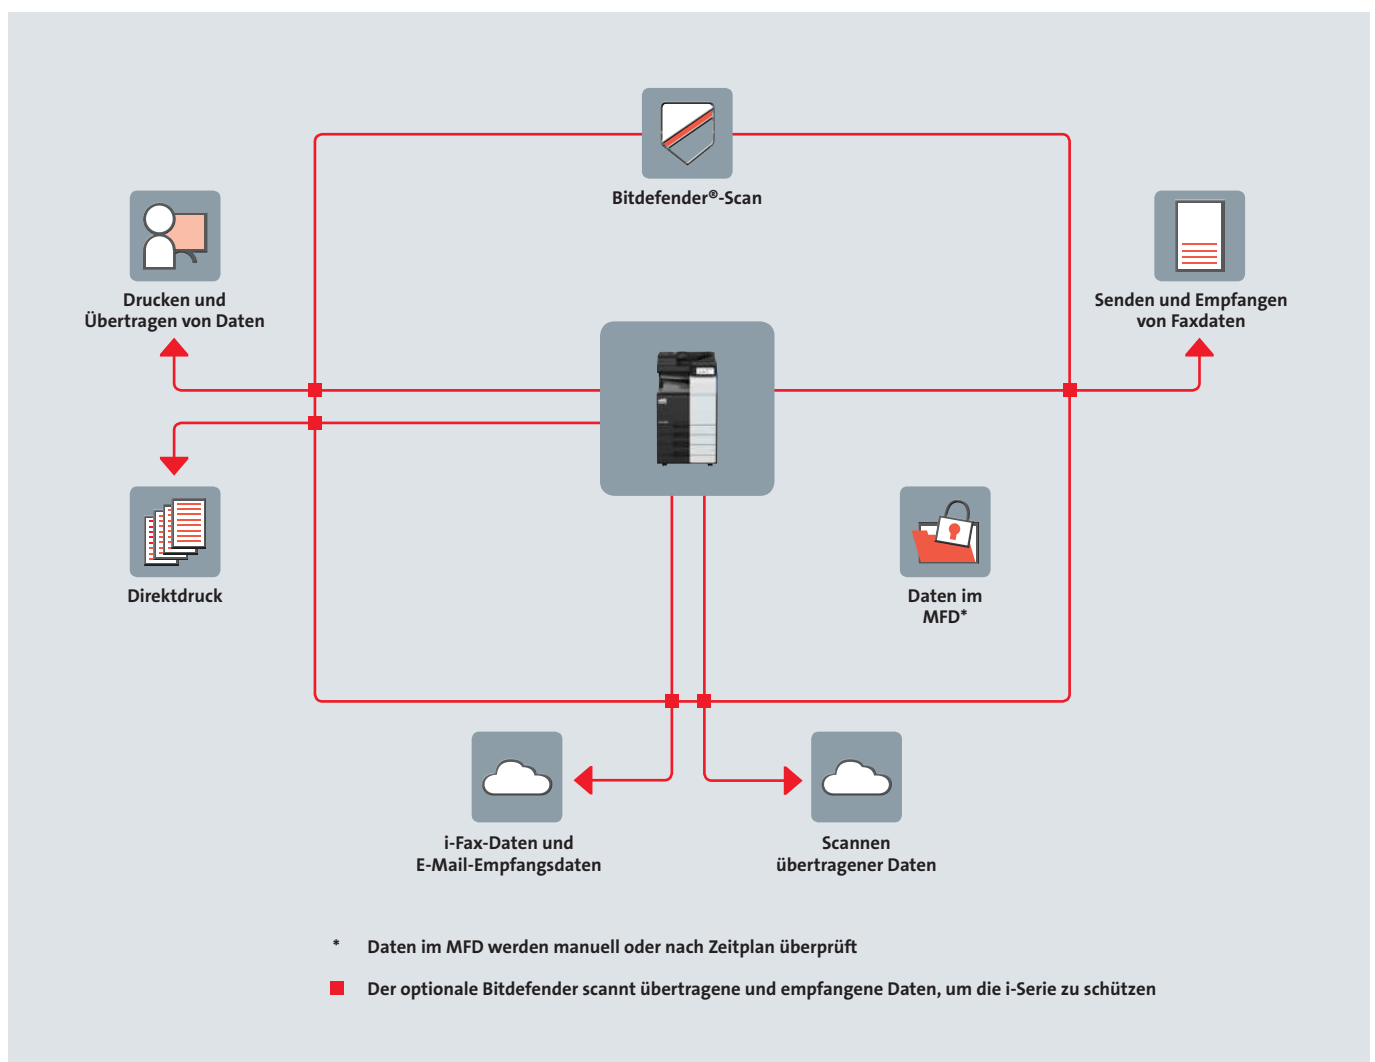 Bitdefender®-Scan
Drucken und
Übertragen von Daten
Senden und Empfangen
von Faxdaten
Direktdruck
Daten im
MFD*
i-Fax-Daten und
E-Mail-Empfangsdaten
Scannen
übertragener Daten
* Daten im MFD werden manuell oder nach Zeitplan überprüft
Der optionale Bitdefender scannt übertragene und empfangene Daten, um die i-Serie zu schützen